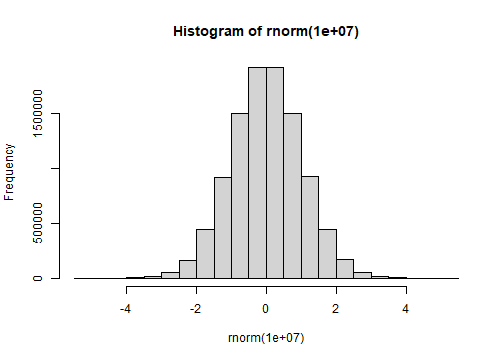 Histogram of rnorm(1e+07)
Frequency
1500000
500000
0
-4 -2 0 2 4
rnorm(1e+07)